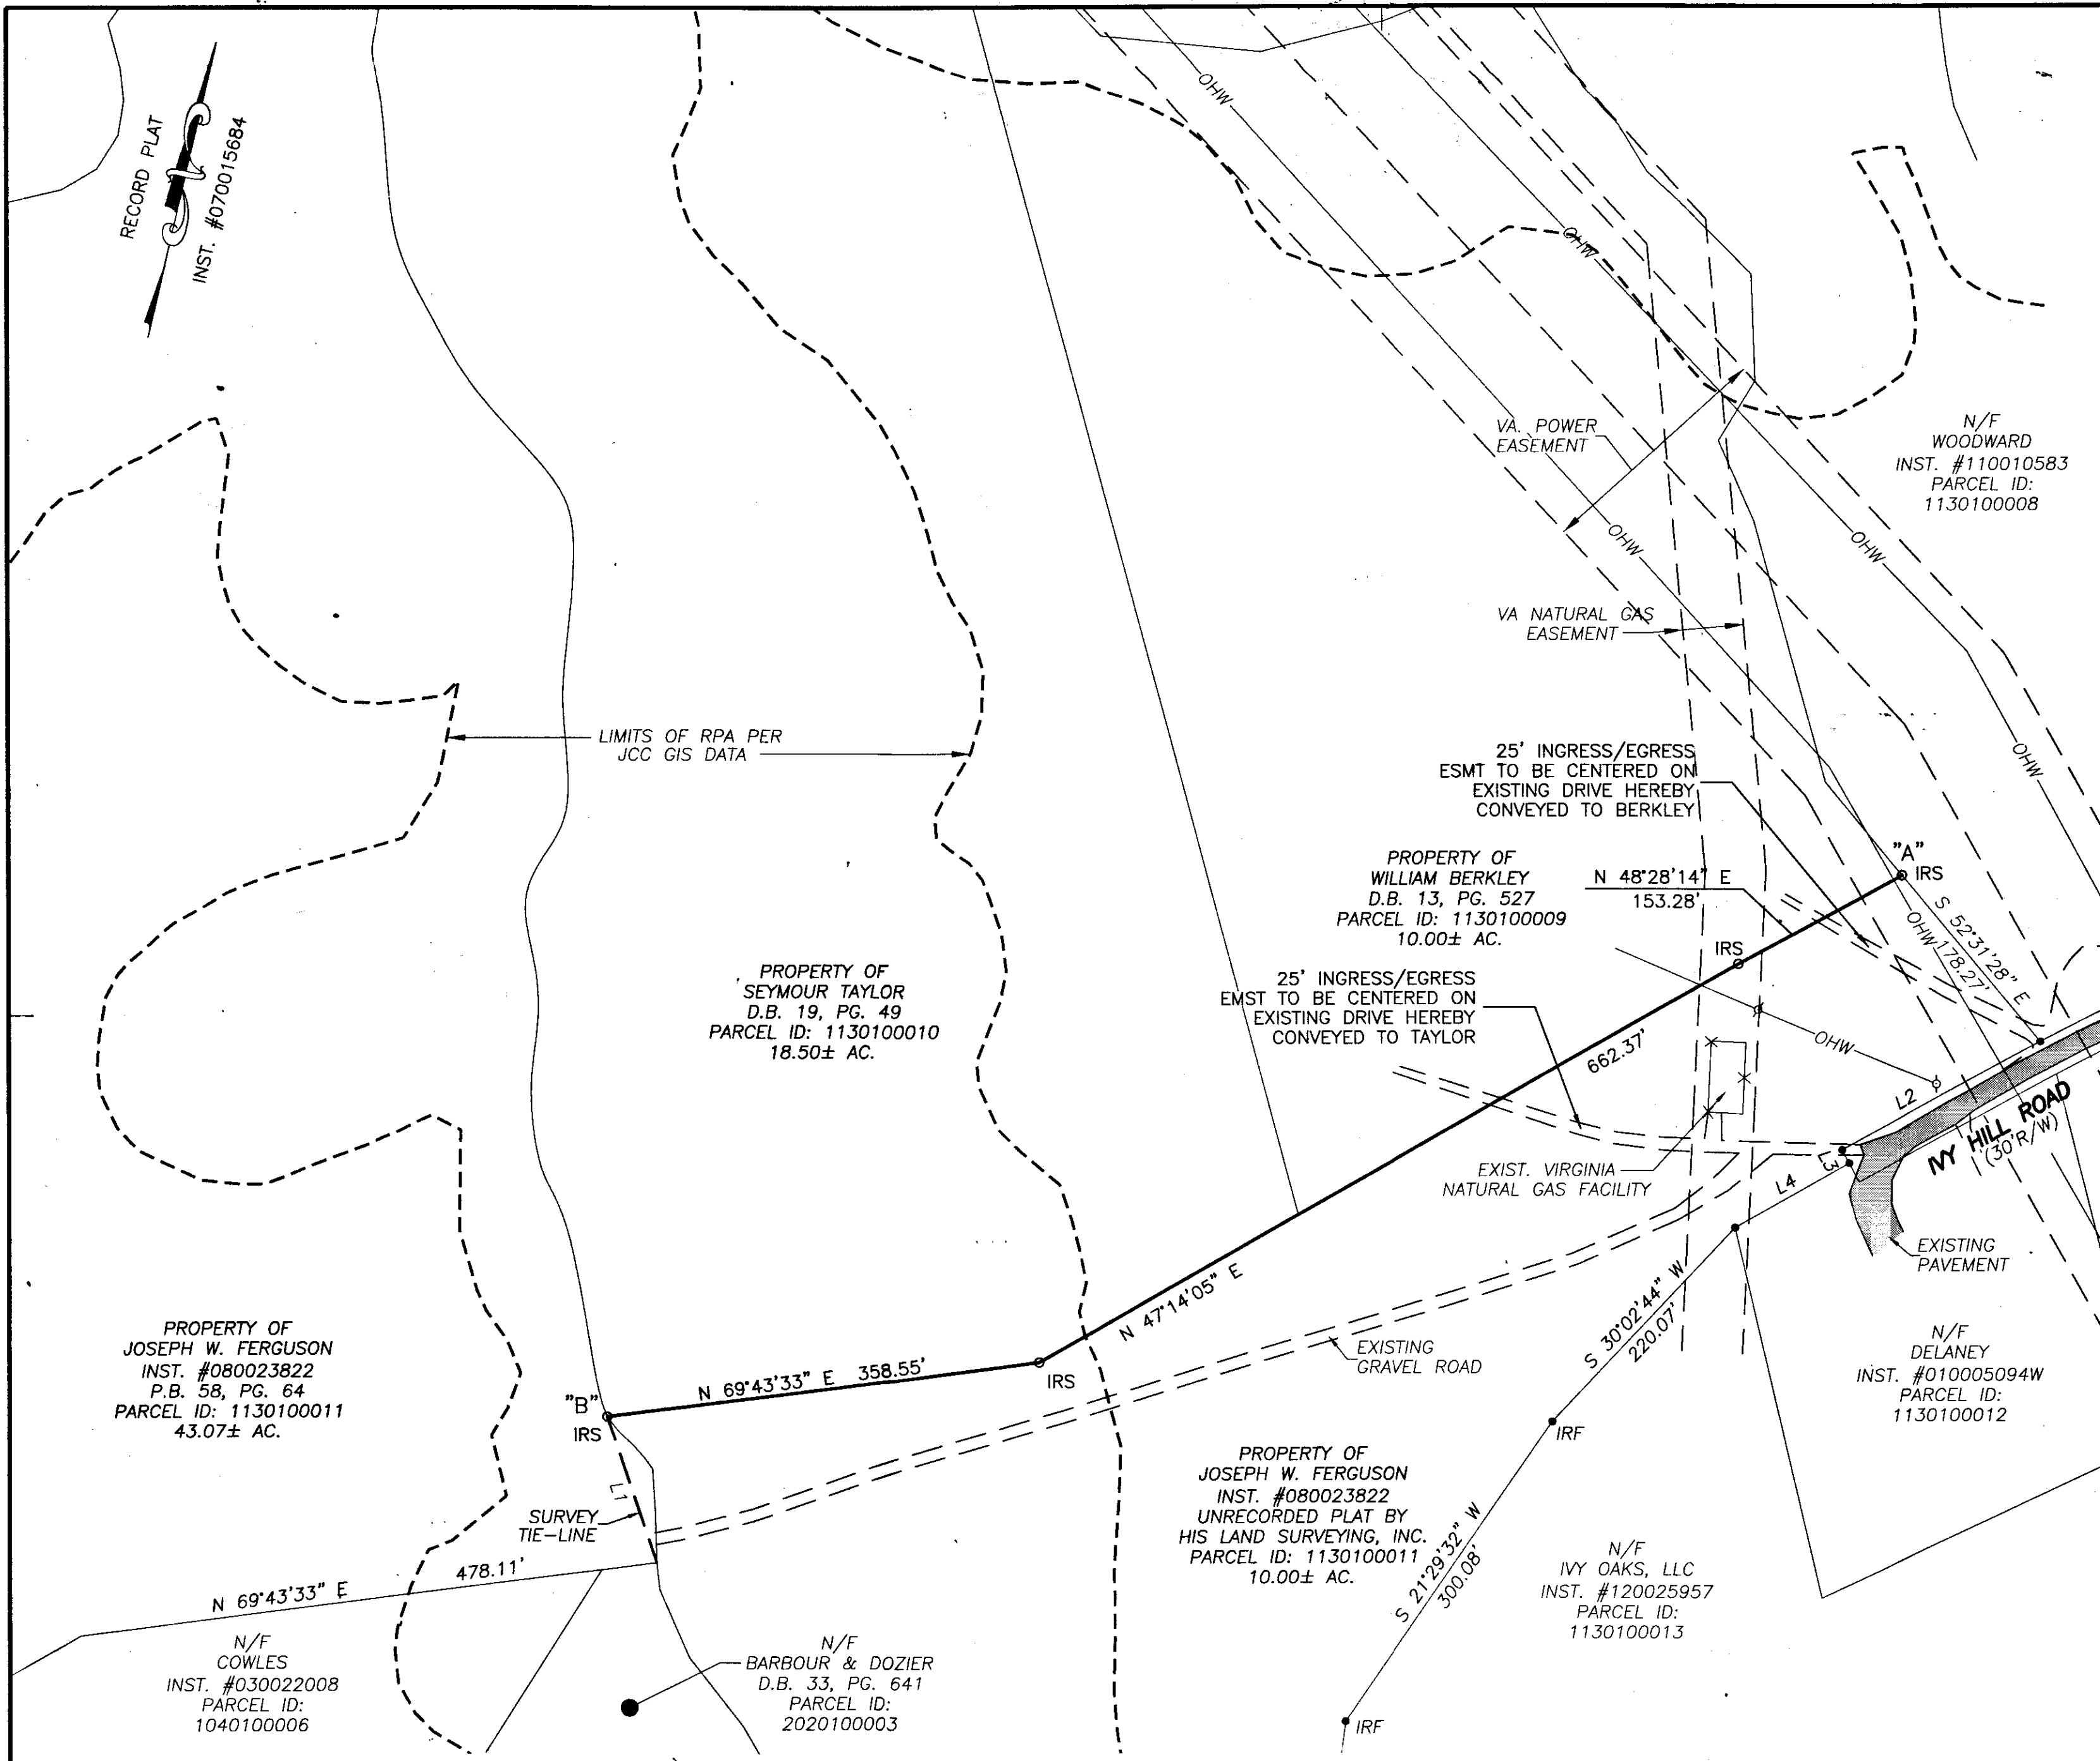 RECORD PLAT
INST. #070015684
OHW
OHW
VA. POWER
EASEMENT
OHW
OHW
N/F
WOODWARD
INST. #110010583
PARCEL ID:
1130100008
VA NATURAL GAS
EASEMENT
LIMITS OF RPA PER
JCC GIS DATA
OHW
25' INGRESS/EGRESS
ESMT TO BE CENTERED ON
EXISTING DRIVE HEREBY
CONVEYED TO BERKLEY
"A"
IRS
PROPERTY OF
WILLIAM BERKLEY
D.B. 13, PG. 527
PARCEL ID: 1130100009
10.00± AC.
N 48°28'14" E
153.28'
IRS
S 52°31'28" E
178.27'
OHW
PROPERTY OF
SEYMOUR TAYLOR
D.B. 19, PG. 49
PARCEL ID: 1130100010
18.50± AC.
25' INGRESS/EGRESS
EMST TO BE CENTERED ON
EXISTING DRIVE HEREBY
CONVEYED TO TAYLOR
662.37'
OHW
L2
IVY HILL ROAD
(30'R/W)
L3
L4
EXIST. VIRGINIA
NATURAL GAS FACILITY
EXISTING
PAVEMENT
N 47°14'05" E
S 30°02'44" W
220.07'
EXISTING
GRAVEL ROAD
PROPERTY OF
JOSEPH W. FERGUSON
INST. #080023822
P.B. 58, PG. 64
PARCEL ID: 1130100011
43.07± AC.
"B"
IRS
N 69°43'33" E 358.55'
IRS
N/F
DELANEY
INST. #010005094W
PARCEL ID:
1130100012
IRF
L1
SURVEY
TIE-LINE
PROPERTY OF
JOSEPH W. FERGUSON
INST. #080023822
UNRECORDED PLAT BY
HIS LAND SURVEYING, INC.
PARCEL ID: 1130100011
10.00± AC.
S 21°29'32" W
300.08'
N/F
IVY OAKS, LLC
INST. #120025957
PARCEL ID:
1130100013
N 69°43'33" E 478.11'
N/F
COWLES
INST. #030022008
PARCEL ID:
1040100006
N/F
BARBOUR & DOZIER
D.B. 33, PG. 641
PARCEL ID:
2020100003
IRF